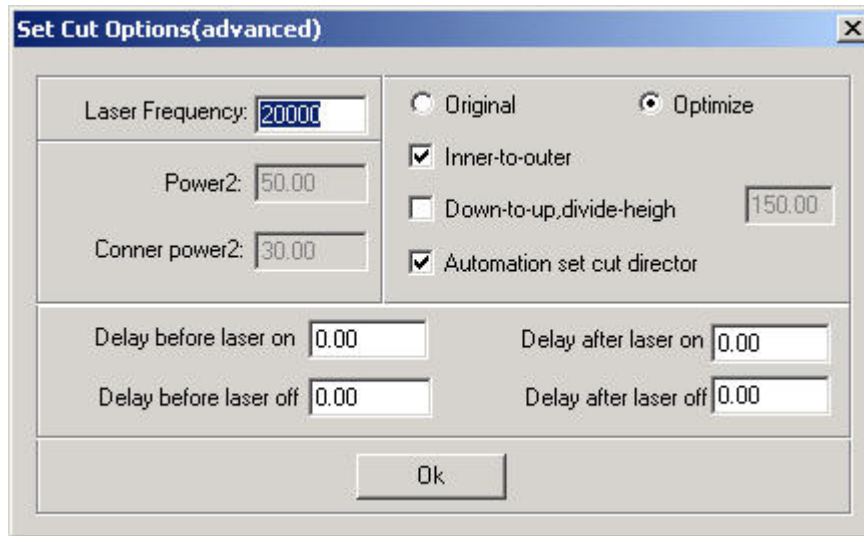 Set Cut Options(advanced)
Laser Frequency: 20000
Power2: 50.00
Conner power2: 30.00
Original Optimize
Inner-to-outer
Down-to-up,divide-heigh 150.00
Automation set cut director
Delay before laser on 0.00 Delay after laser on 0.00
Delay before laser off 0.00 Delay after laser off 0.00
Ok